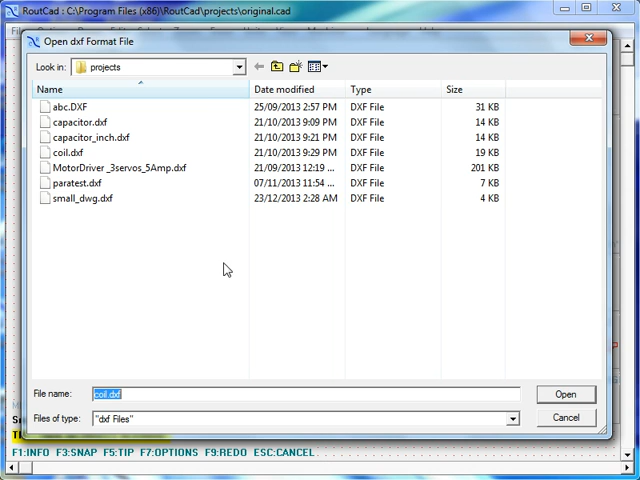 RoutCad : C:\Program Files (x86)\RoutCad\projects\original.cad
Open dxf Format File
Look in: projects
Name Date modified Type Size
abc.DXF 25/09/2013 2:57 PM DXF File 31 KB
capacitor.dxf 21/10/2013 9:09 PM DXF File 14 KB
capacitor_inch.dxf 21/10/2013 9:21 PM DXF File 14 KB
coil.dxf 21/10/2013 9:29 PM DXF File 19 KB
MotorDriver _3servos_5Amp.dxf 21/09/2013 12:19 ... DXF File 201 KB
paratest.dxf 07/11/2013 11:54 ... DXF File 7 KB
small_dwg.dxf 23/12/2013 2:28 AM DXF File 4 KB
File name: coil.dxf Open
Files of type: "dxf Files" Cancel
F1:INFO F3:SNAP F5:TIP F7:OPTIONS F9:REDO ESC:CANCEL